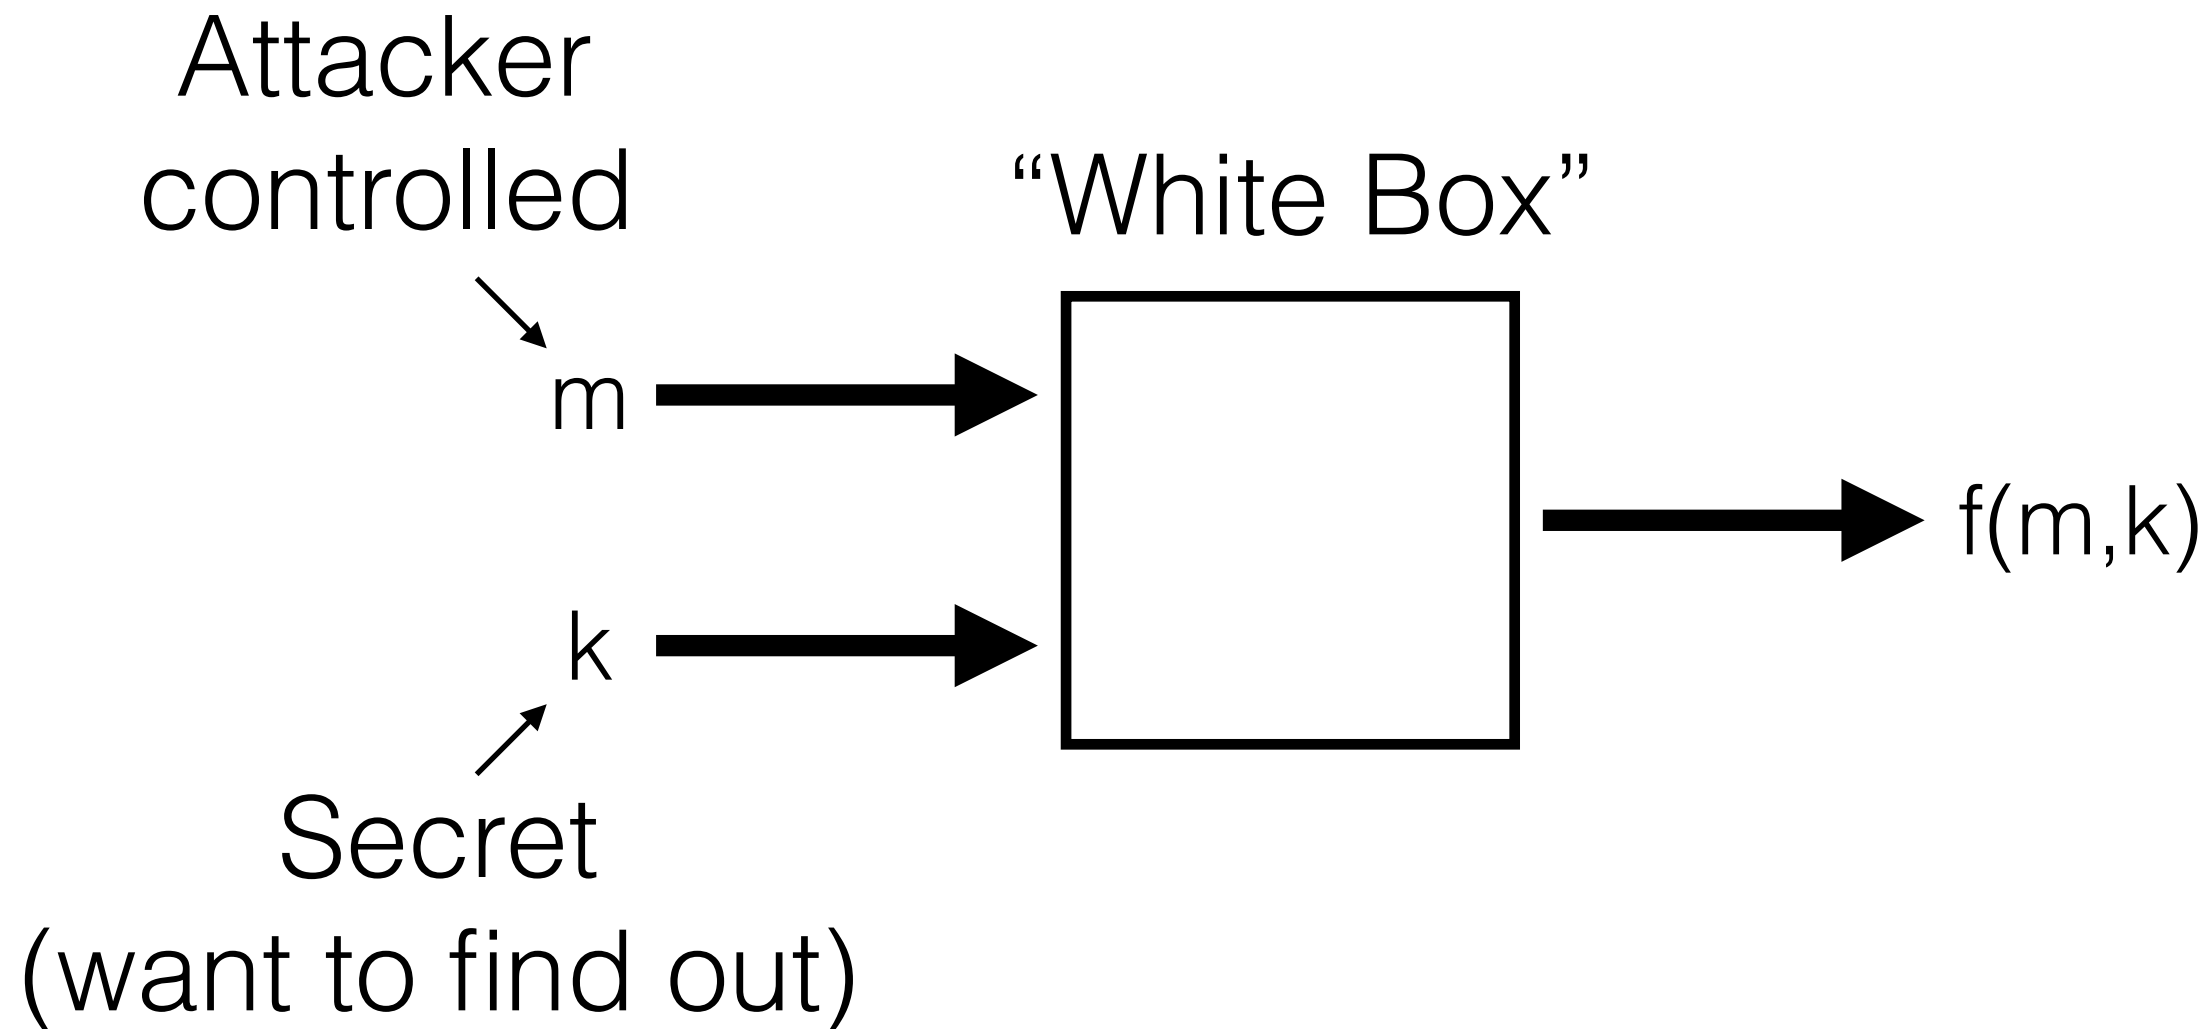 Attacker
controlled
“White Box”
m
f(m,k)
k
Secret
(want to find out)